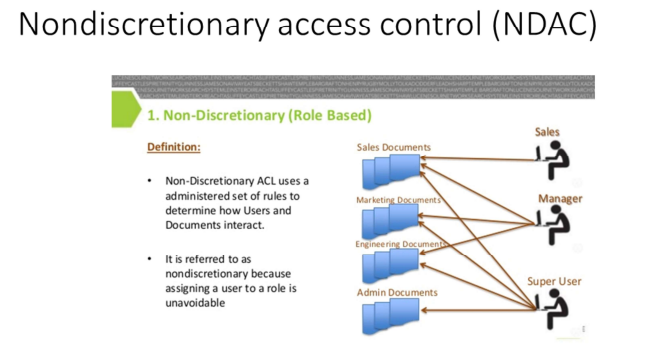 Nondiscretionary access control (NDAC)
1. Non-Discretionary (Role Based)
Definition:
• Non-Discretionary ACL uses a
administered set of rules to
determine how Users and
Documents interact.
• It is referred to as
nondiscretionary because
assigning a user to a role is
unavoidable
Sales Documents
Marketing Documents
Engineering Documents
Admin Documents
Sales
Manager
Super User